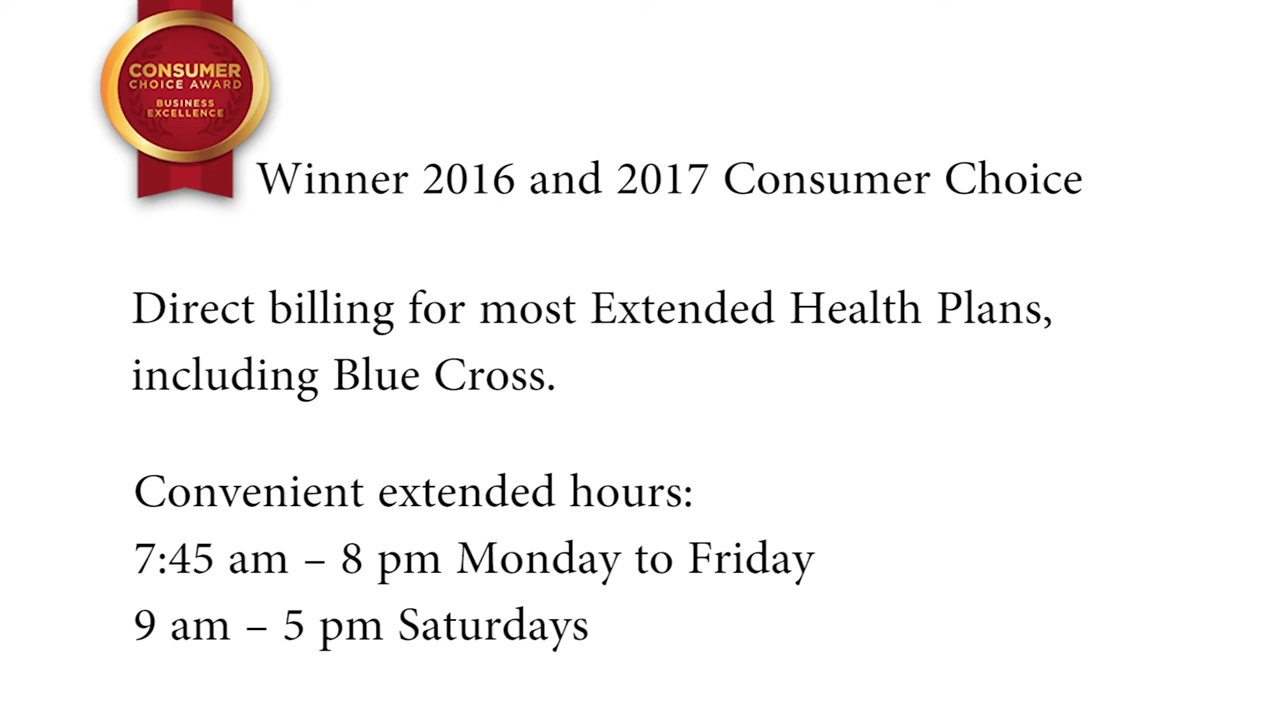 CONSUMER
CHOICE AWARD
BUSINESS
EXCELLENCE
Winner 2016 and 2017 Consumer Choice
Direct billing for most Extended Health Plans,
including Blue Cross.
Convenient extended hours:
7:45 am – 8 pm Monday to Friday
9 am – 5 pm Saturdays